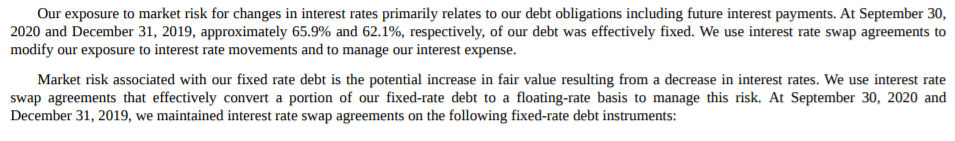 Our exposure to market risk for changes in interest rates primarily relates to our debt obligations including future interest payments. At September 30,
2020 and December 31, 2019, approximately 65.9% and 62.1%, respectively, of our debt was effectively fixed. We use interest rate swap agreements to
modify our exposure to interest rate movements and to manage our interest expense.
Market risk associated with our fixed rate debt is the potential increase in fair value resulting from a decrease in interest rates. We use interest rate
swap agreements that effectively convert a portion of our fixed-rate debt to a floating-rate basis to manage this risk. At September 30, 2020 and
December 31, 2019, we maintained interest rate swap agreements on the following fixed-rate debt instruments: